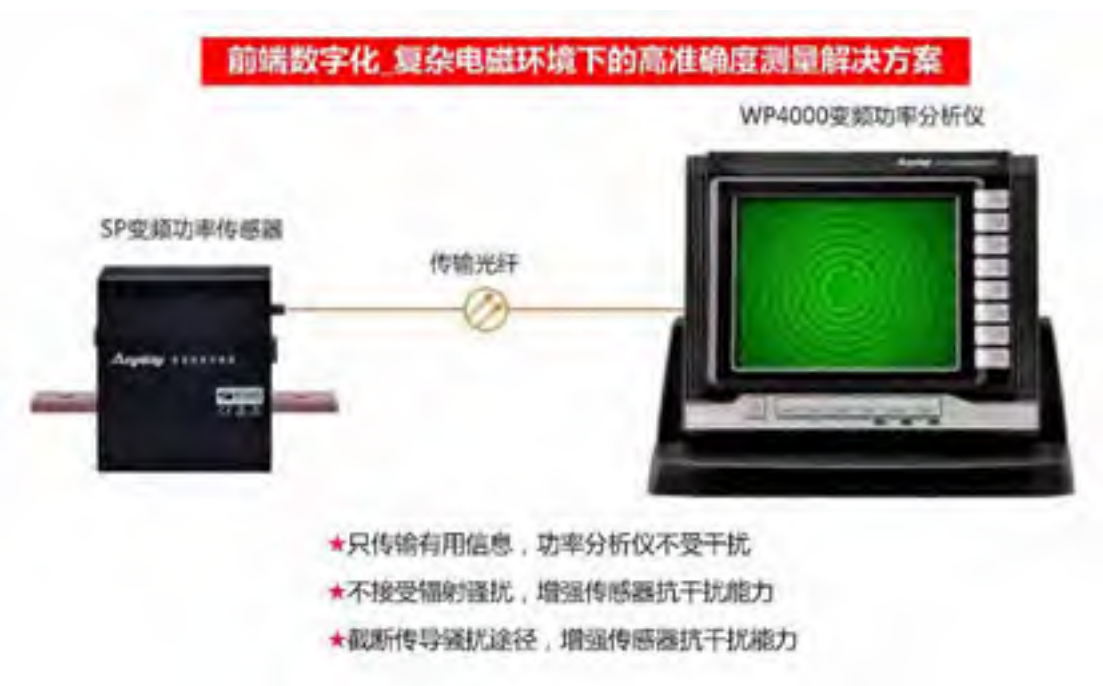 前端数字化_复杂电磁环境下的高准确度测量解决方案
WP4000变频功率分析仪
SP变频功率传感器
传输光纤
Anyway
★只传输有用信息，功率分析仪不受干扰
★不接受辐射骚扰，增强传感器抗干扰能力
★截断传导骚扰途径，增强传感器抗干扰能力